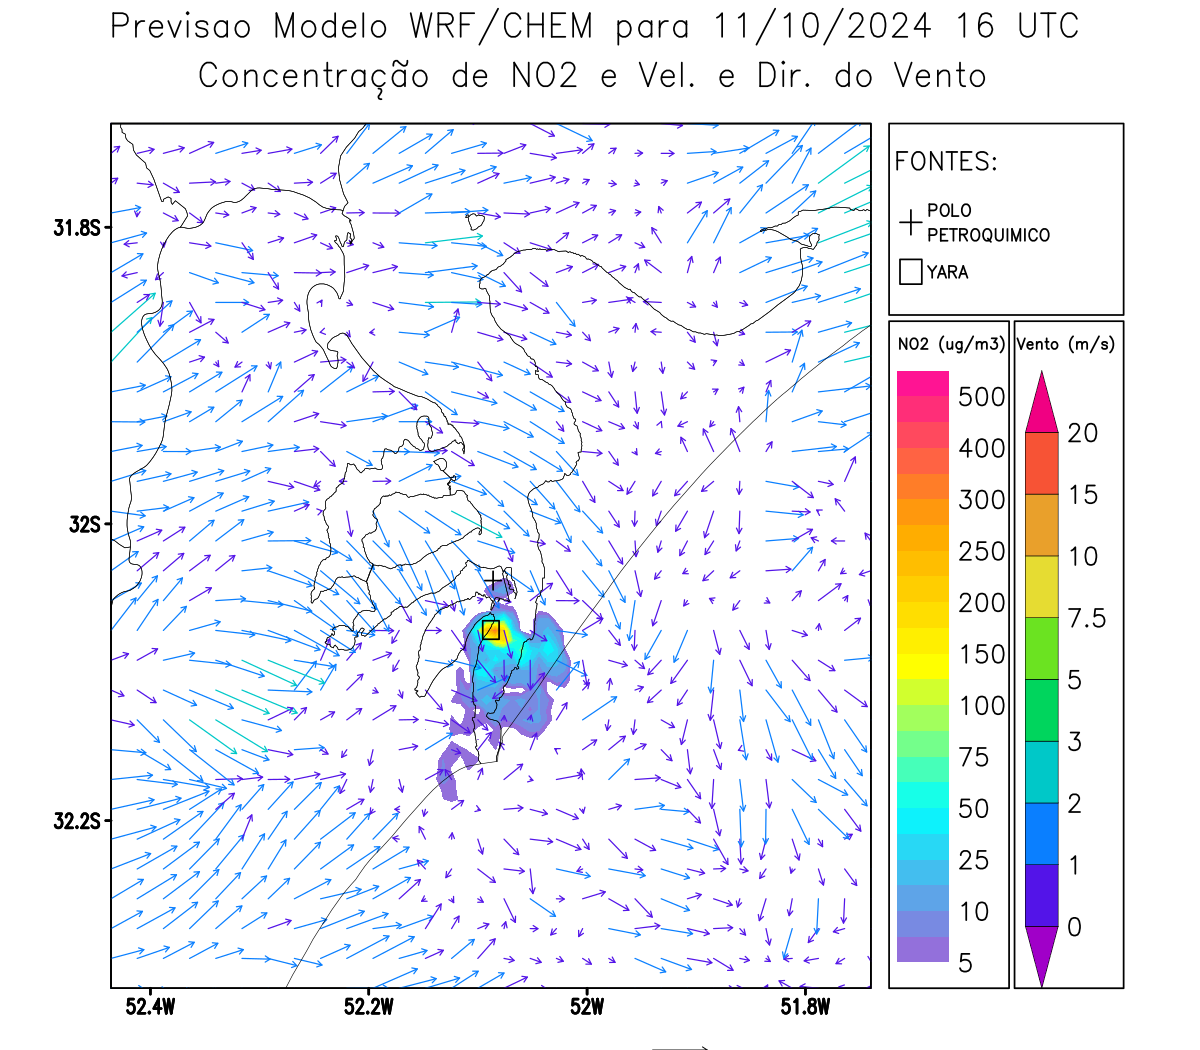 Previsao Modelo WRF/CHEM para 11/10/2024 16 UTC
Concentração de NO2 e Vel. e Dir. do Vento
FONTES:
POLO
PETROQUIMICO
YARA
NO2 (ug/m3)
500
400
300
250
200
150
100
75
50
25
10
5
Vento (m/s)
20
15
10
7.5
5
3
2
1
0
31.8S
32S
32.2S
52.4W
52.2W
52W
51.8W